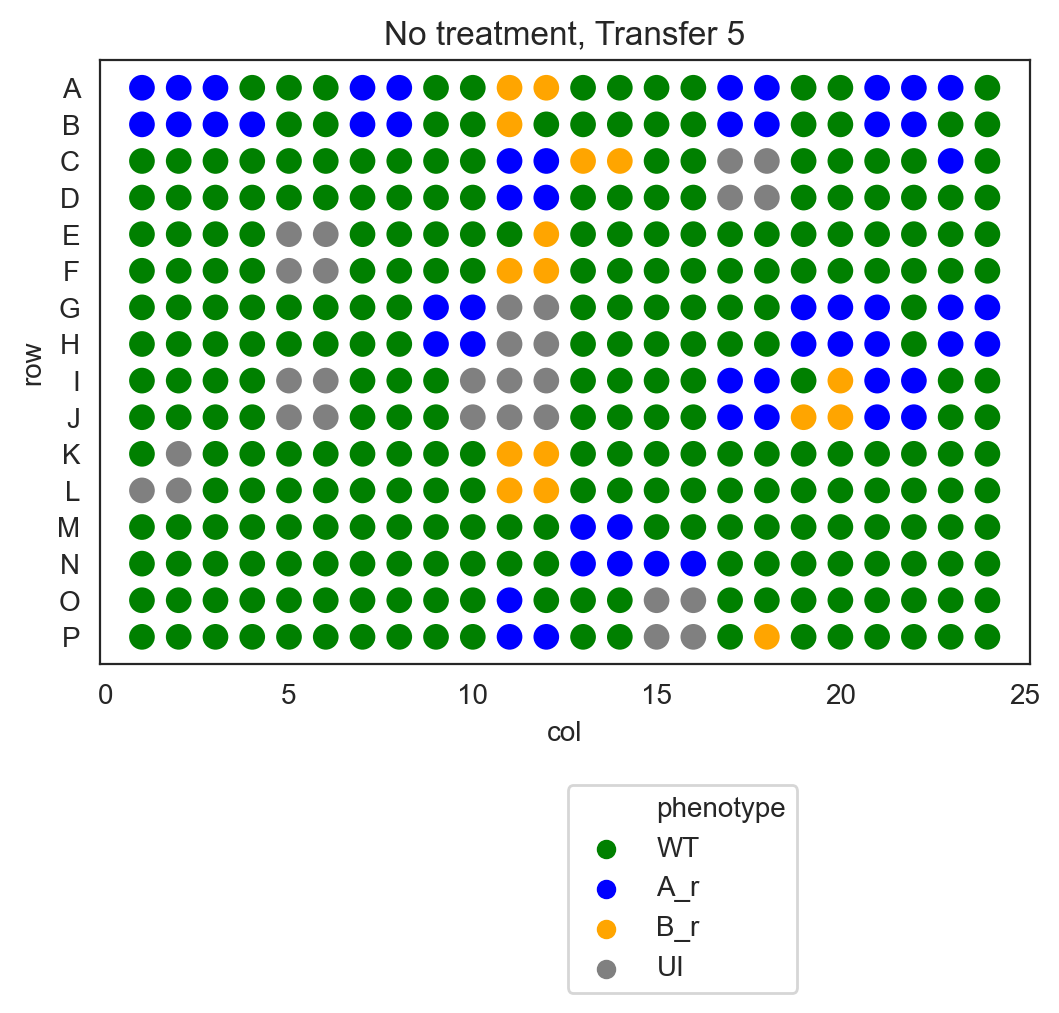 No treatment, Transfer 5
A
B
C
D
E
F
G
H
I
J
K
L
M
N
O
P
row
0 5 10 15 20 25
col
phenotype
WT
A_r
B_r
UI